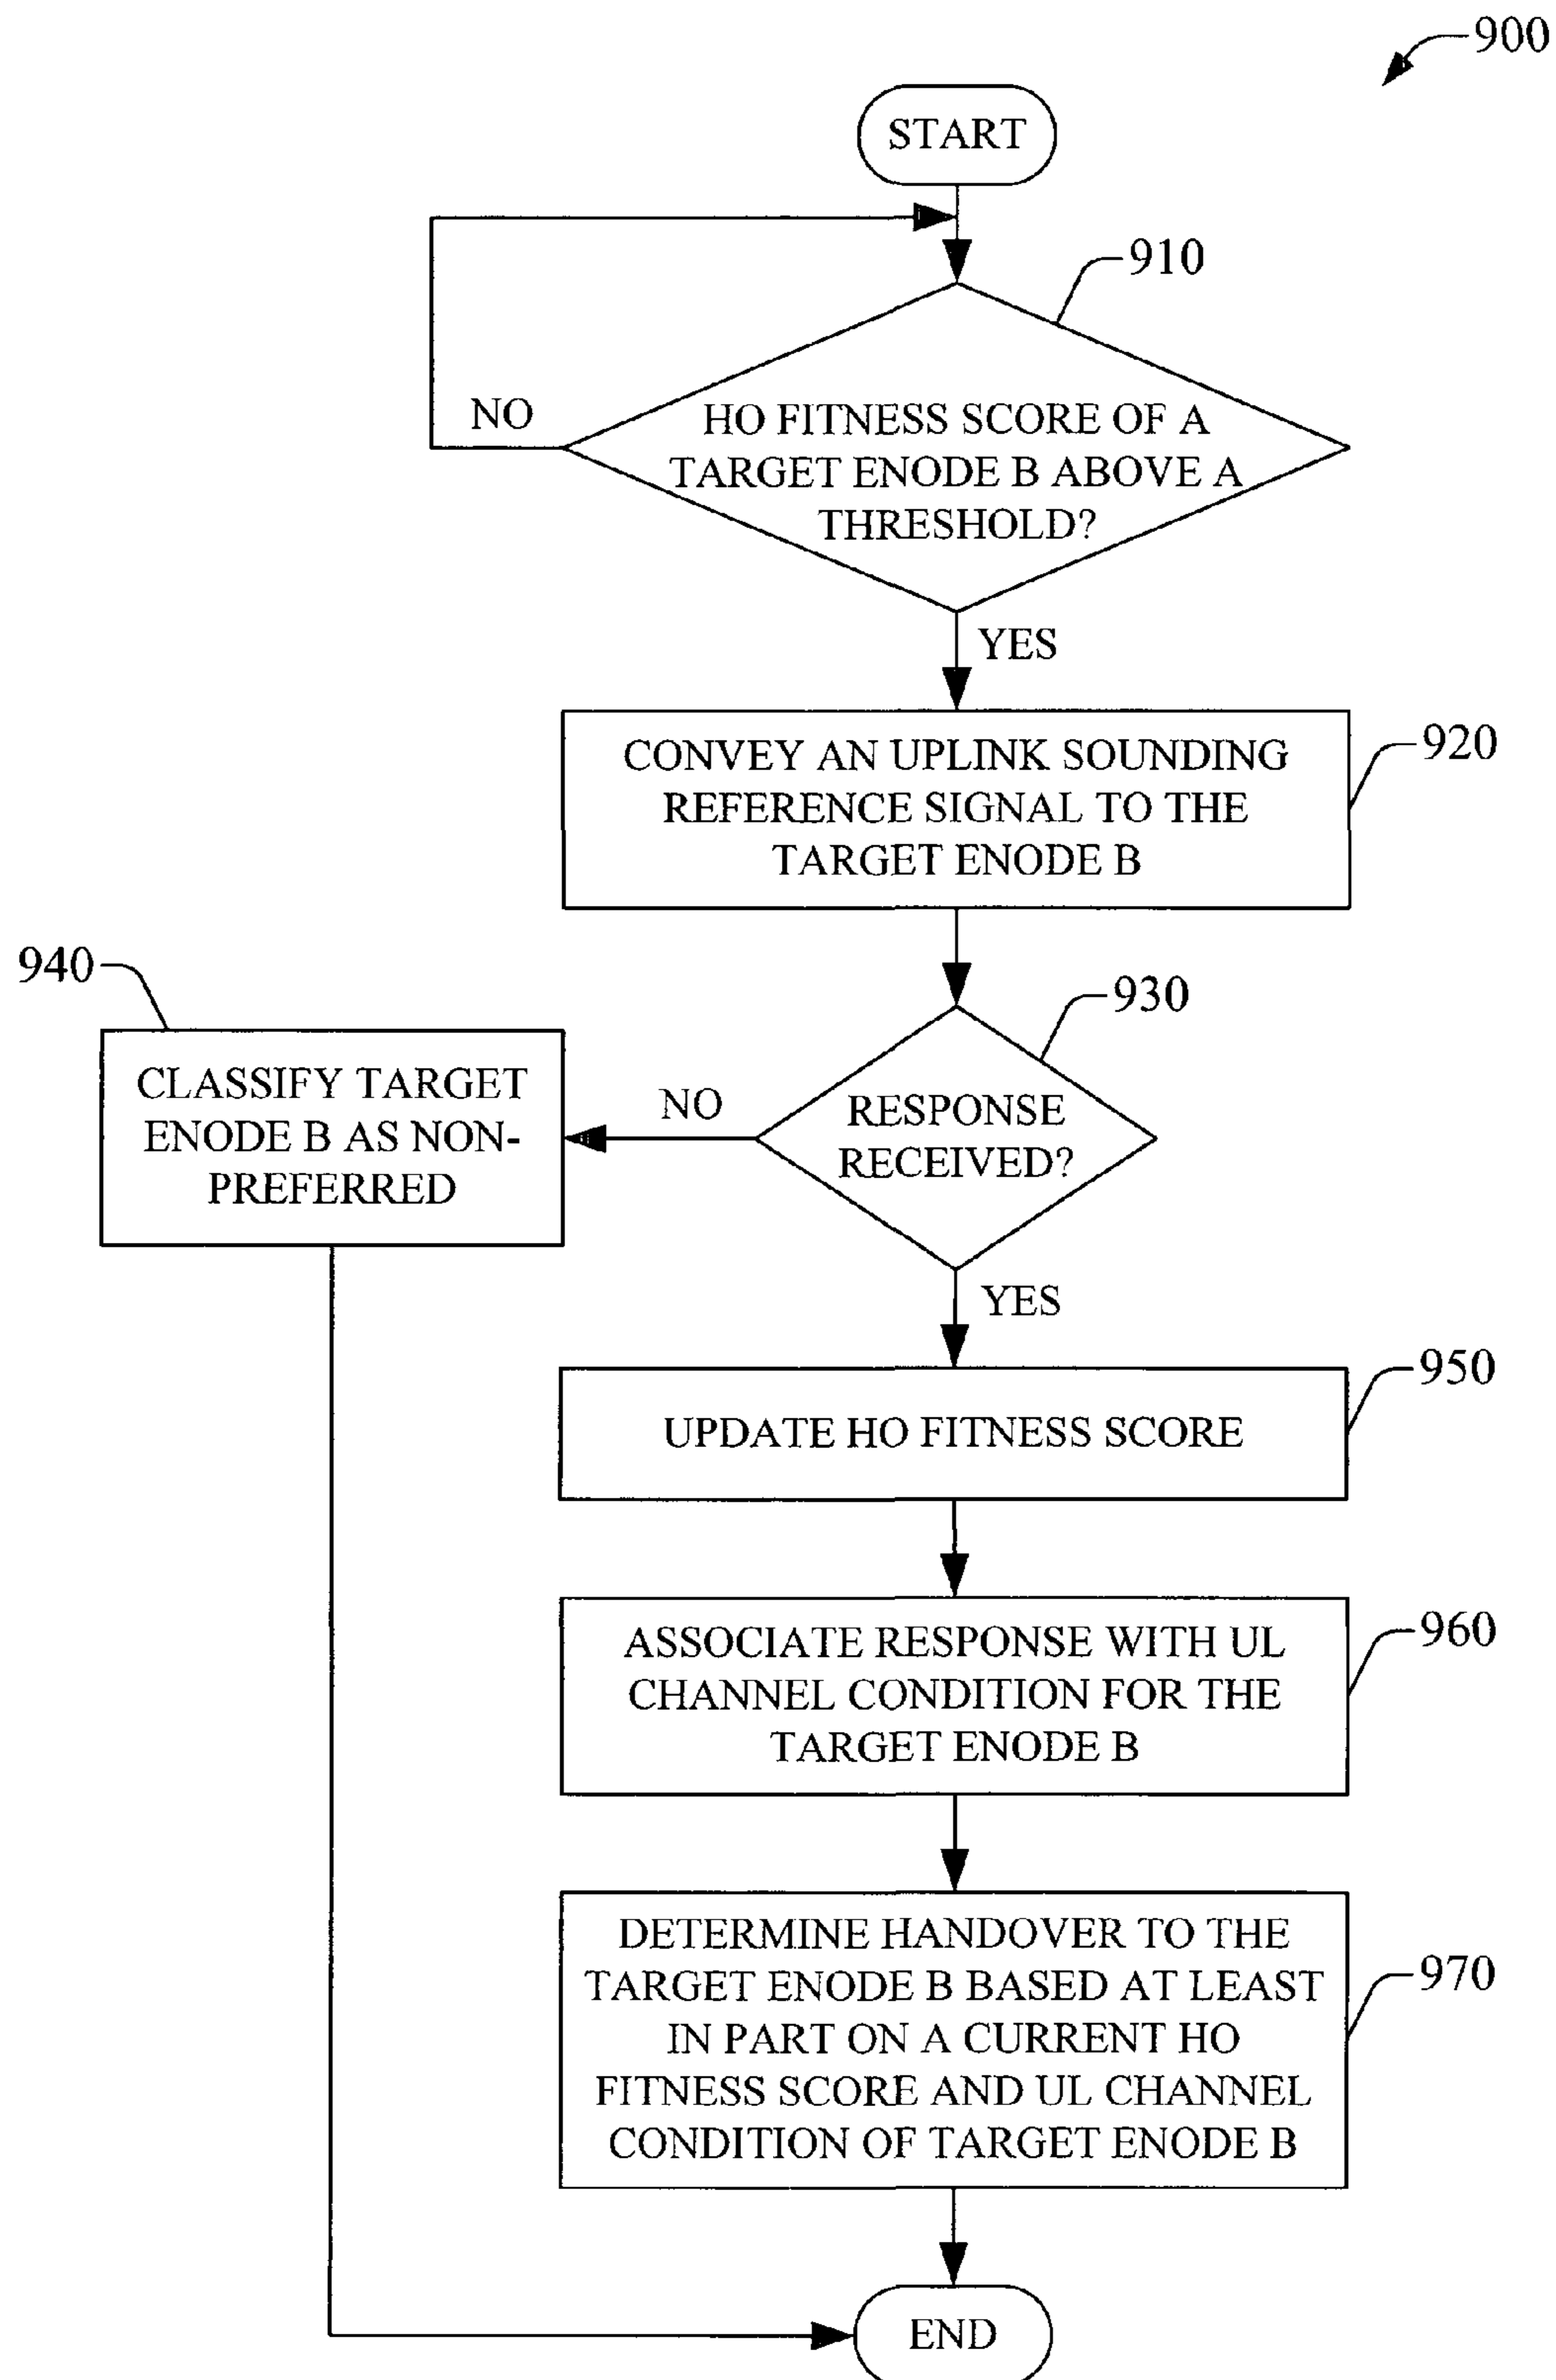 900
START
910
HO FITNESS SCORE OF A
TARGET ENODE B ABOVE A
THRESHOLD?
NO
YES
920
CONVEY AN UPLINK SOUNDING
REFERENCE SIGNAL TO THE
TARGET ENODE B
930
RESPONSE
RECEIVED?
NO
940
CLASSIFY TARGET
ENODE B AS NON-
PREFERRED
YES
950
UPDATE HO FITNESS SCORE
960
ASSOCIATE RESPONSE WITH UL
CHANNEL CONDITION FOR THE
TARGET ENODE B
970
DETERMINE HANDOVER TO THE
TARGET ENODE B BASED AT LEAST
IN PART ON A CURRENT HO
FITNESS SCORE AND UL CHANNEL
CONDITION OF TARGET ENODE B
END